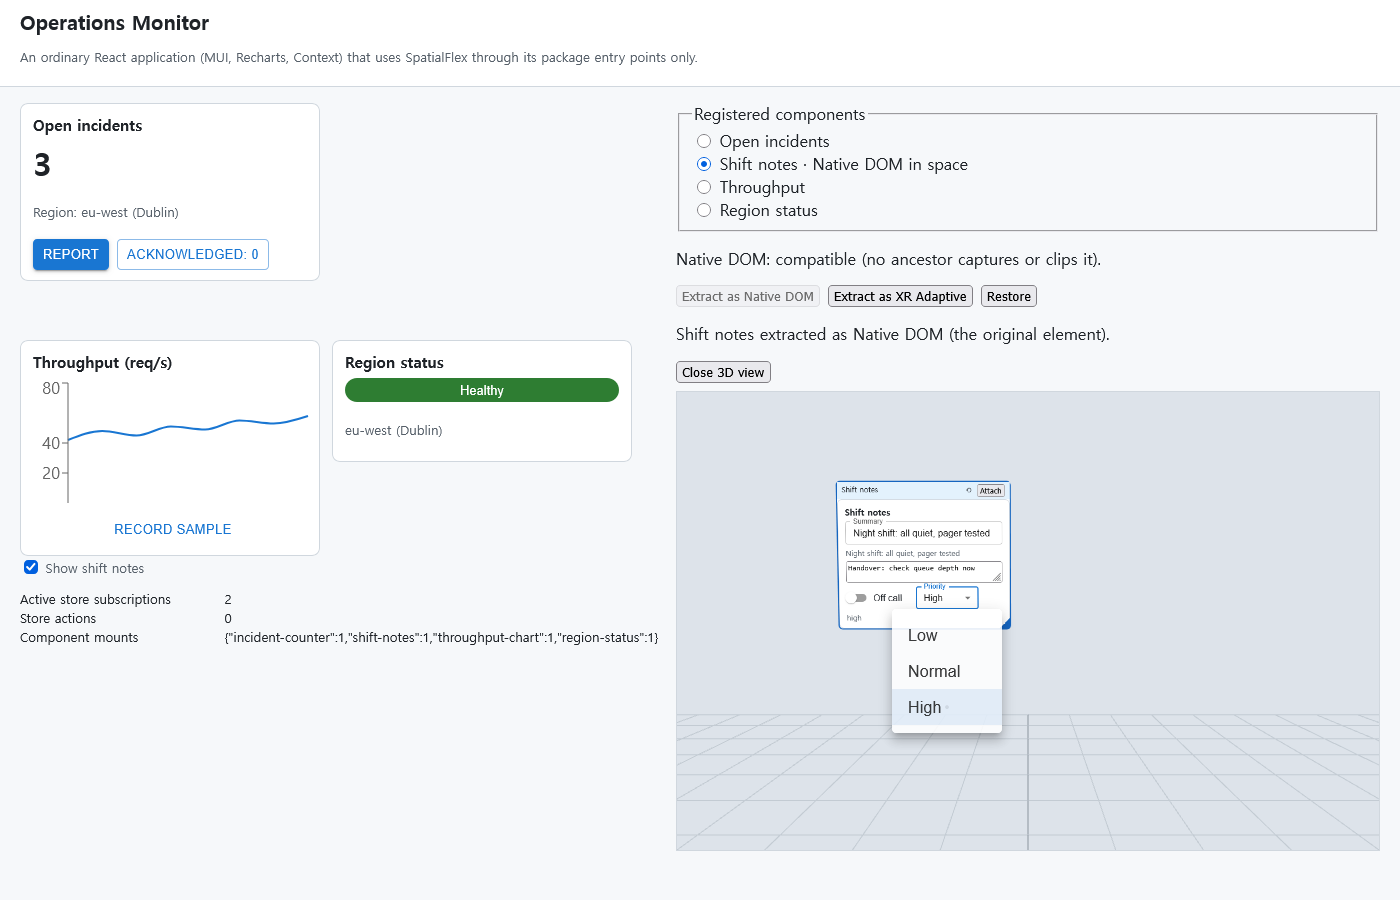 Operations Monitor
An ordinary React application (MUI, Recharts, Context) that uses SpatialFlex through its package entry points only.
Open incidents
3
Region: eu-west (Dublin)
REPORT
ACKNOWLEDGED: 0
Throughput (req/s)
80
40
20
RECORD SAMPLE
Region status
Healthy
eu-west (Dublin)
Show shift notes
Active store subscriptions 2
Store actions 0
Component mounts {"incident-counter":1,"shift-notes":1,"throughput-chart":1,"region-status":1}
Registered components
Open incidents
Shift notes · Native DOM in space
Throughput
Region status
Native DOM: compatible (no ancestor captures or clips it).
Extract as Native DOM
Extract as XR Adaptive
Restore
Shift notes extracted as Native DOM (the original element).
Close 3D view
Shift notes
Attach
Shift notes
Summary
Night shift: all quiet, pager tested
Night shift: all quiet, pager tested
Handover: check queue depth now
Off call
Priority
High
high
Low
Normal
High